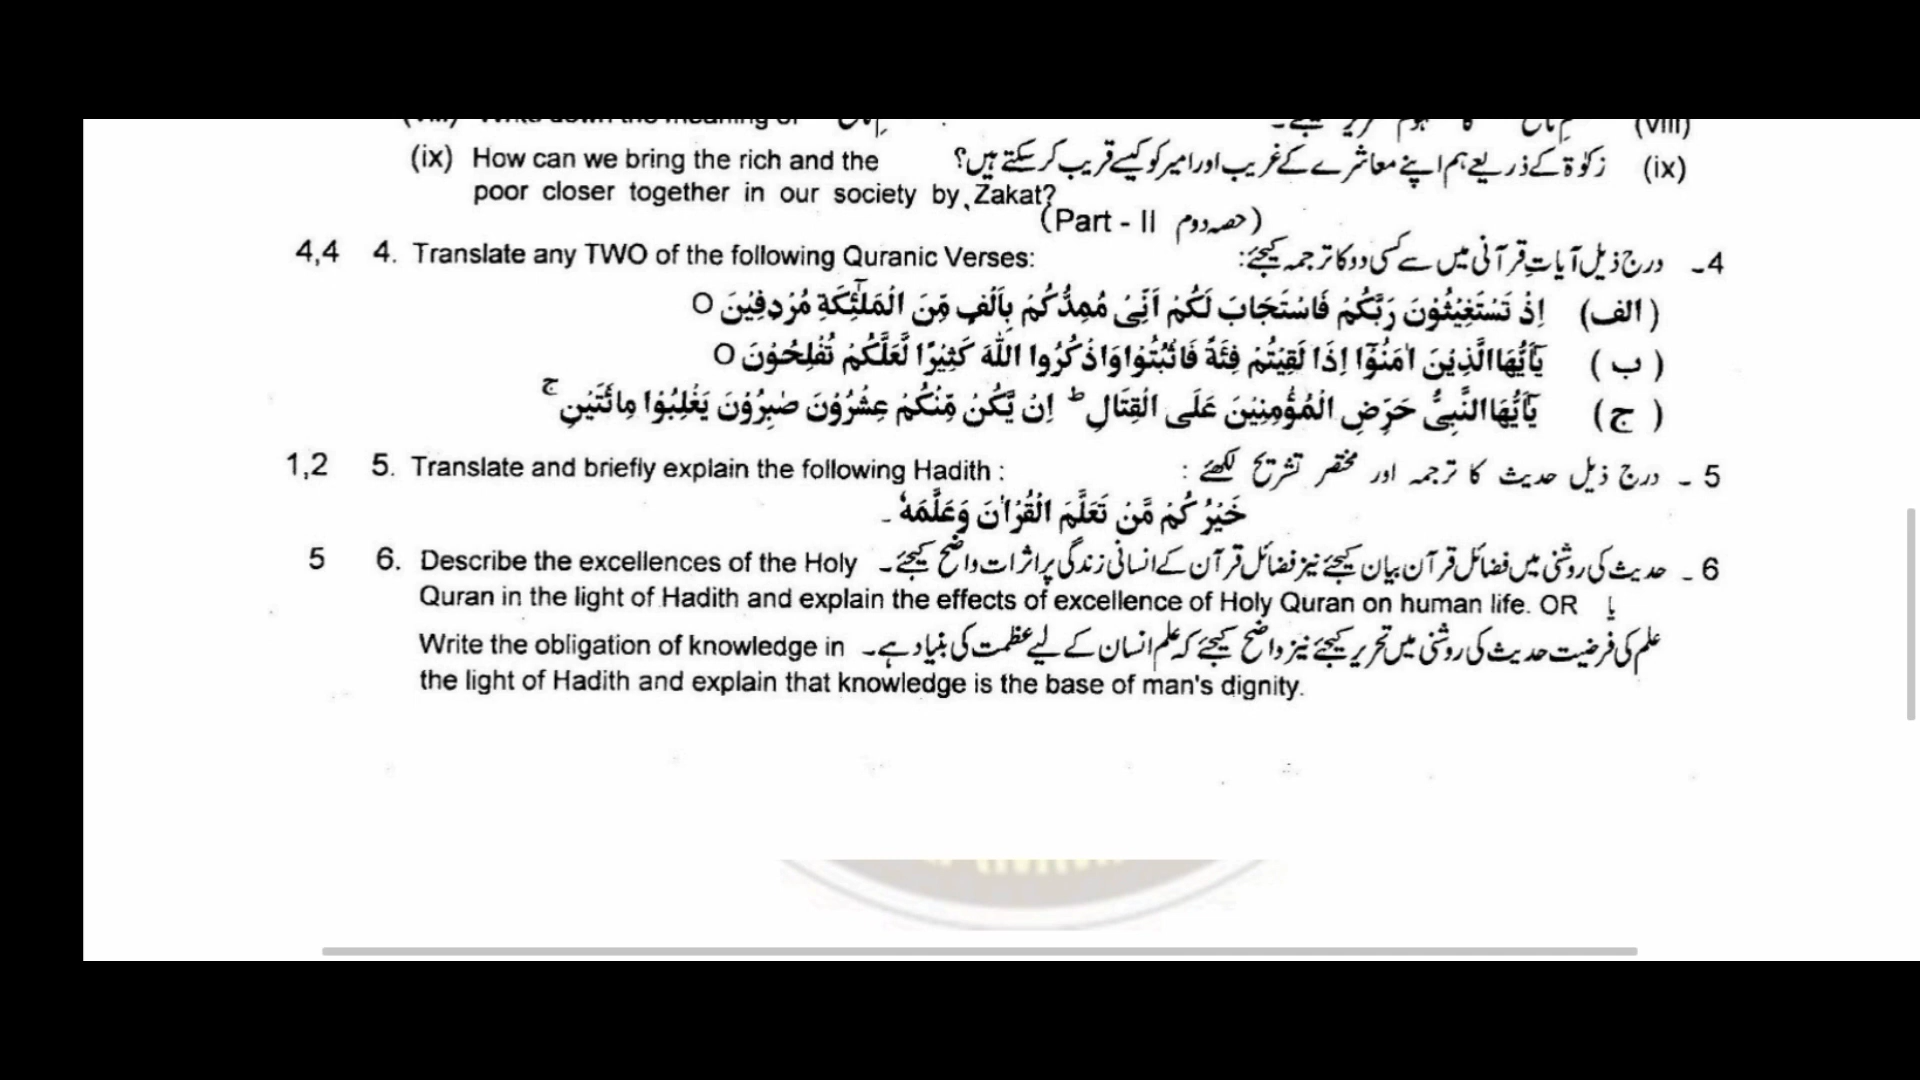 (ix) How can we bring the rich and the زکوٰۃ کے ذریعے ہم اپنے معاشرے کے غریب اور امیر کو کیسے قریب کر سکتے ہیں؟ (ix)
poor closer together in our society by Zakat?
(Part - II حصہ دوم)
4,4 4. Translate any TWO of the following Quranic Verses: درج ذیل آیاتِ قرآنی میں سے کسی دو کا ترجمہ کیجئے: ـ4
(الف) اِذْ تَسْتَغِيْثُوْنَ رَبَّكُمْ فَاسْتَجَابَ لَكُمْ اَنِّىْ مُمِدُّكُمْ بِاَلْفٍ مِّنَ الْمَلٰٓئِكَةِ مُرْدِفِيْنَ O
(ب) يٰٓاَيُّهَاالَّذِيْنَ اٰمَنُوْٓا اِذَا لَقِيْتُمْ فِئَةً فَاثْبُتُوْاوَاذْكُرُوا اللّٰهَ كَثِيْرًا لَّعَلَّكُمْ تُفْلِحُوْنَ O
(ج) يٰٓاَيُّهَاالنَّبِىُّ حَرِّضِ الْمُؤْمِنِيْنَ عَلَى الْقِتَالِ ؕ اِنْ يَّكُنْ مِّنْكُمْ عِشْرُوْنَ صٰبِرُوْنَ يَغْلِبُوْا مِائَتَيْنِ ۚ
1,2 5. Translate and briefly explain the following Hadith : درج ذیل حدیث کا ترجمہ اور مختصر تشریح لکھئے : ـ 5
خَيْرُ كُمْ مَّنْ تَعَلَّمَ الْقُرْاٰنَ وَعَلَّمَهٗ ـ
5 6. Describe the excellences of the Holy حدیث کی روشنی میں فضائل قرآن بیان کیجئے نیز فضائل قرآن کے انسانی زندگی پر اثرات واضح کیجئے۔ ـ 6
Quran in the light of Hadith and explain the effects of excellence of Holy Quran on human life. OR یا
Write the obligation of knowledge in علم کی فرضیت حدیث کی روشنی میں تحریر کیجئے نیز واضح کیجئے کہ علم انسان کے لیے عظمت کی بنیاد ہے۔
the light of Hadith and explain that knowledge is the base of man's dignity.